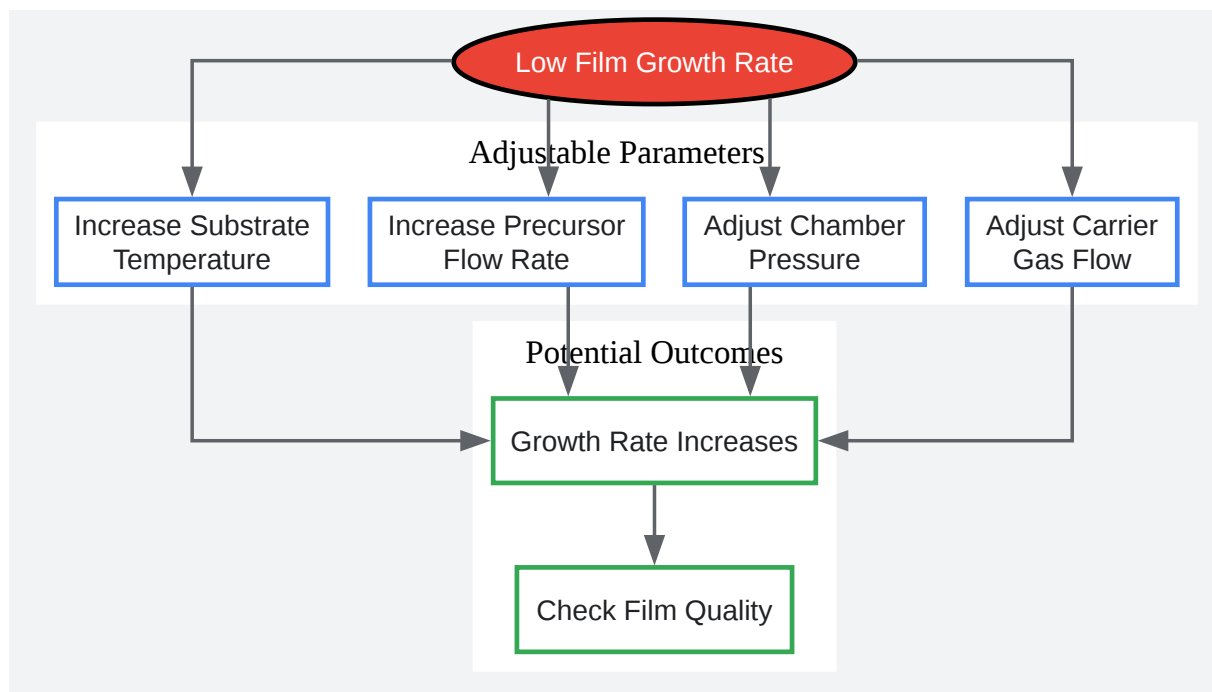 Low Film Growth Rate
Adjustable Parameters
Increase Substrate
Temperature
Increase Precursor
Flow Rate
Adjust Chamber
Pressure
Adjust Carrier
Gas Flow
Potential Outcomes
Growth Rate Increases
Check Film Quality